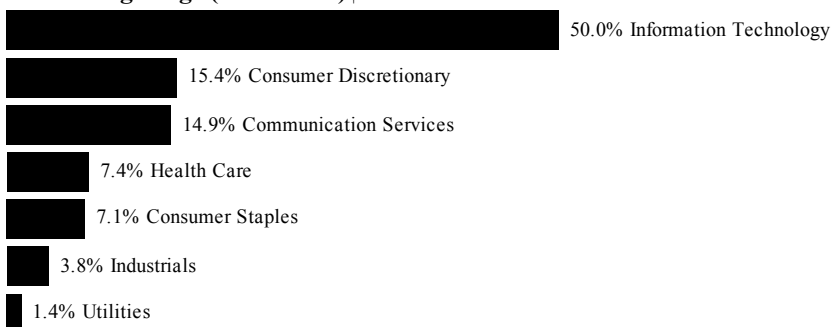 50.0% Information Technology
15.4% Consumer Discretionary
14.9% Communication Services
7.4% Health Care
7.1% Consumer Staples
3.8% Industrials
1.4% Utilities